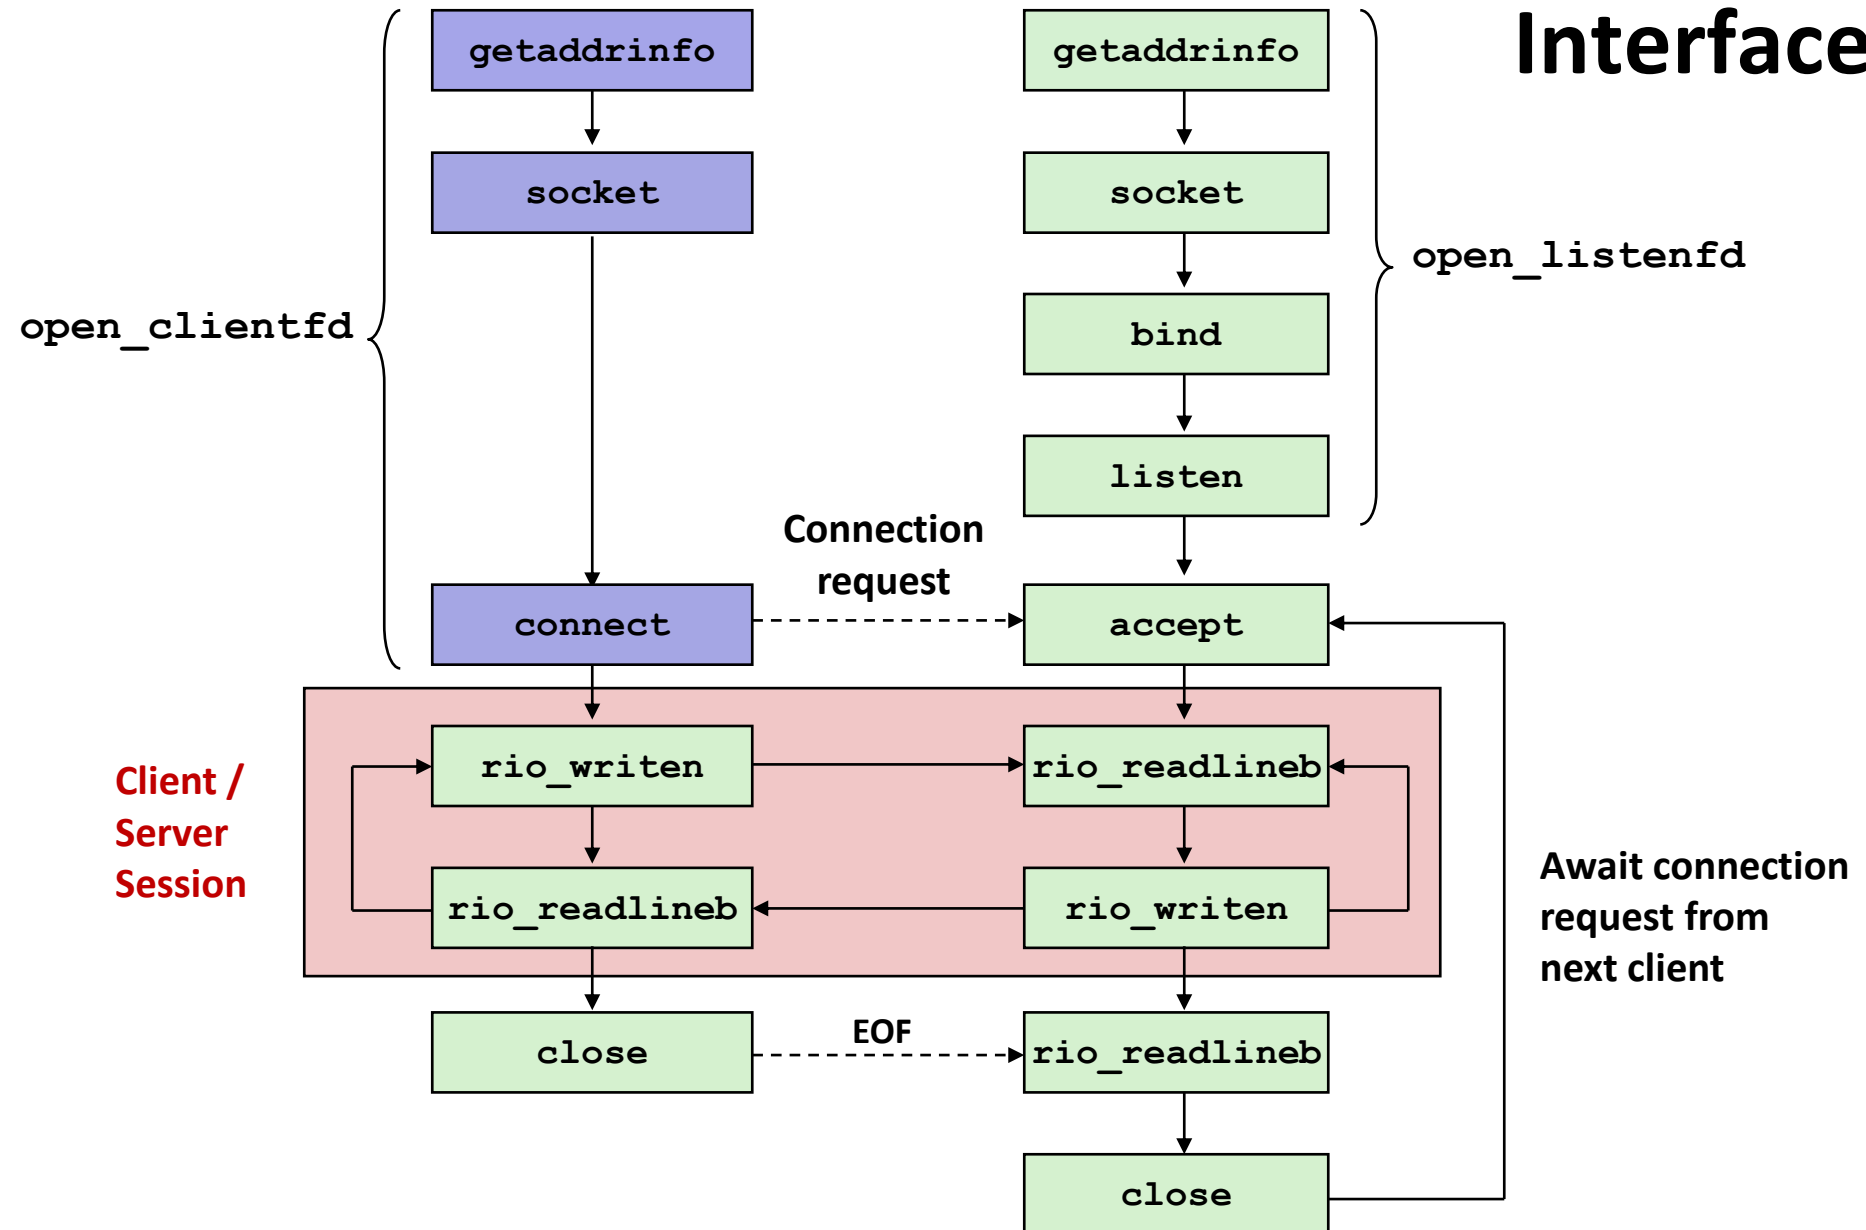 Interface
getaddrinfo
getaddrinfo
socket
socket
open_listenfd
bind
open_clientfd
listen
Connection
request
connect
accept
Client /
Server
Session
rio_writen
rio_readlineb
rio_readlineb
rio_writen
Await connection
request from
next client
close
EOF
rio_readlineb
close